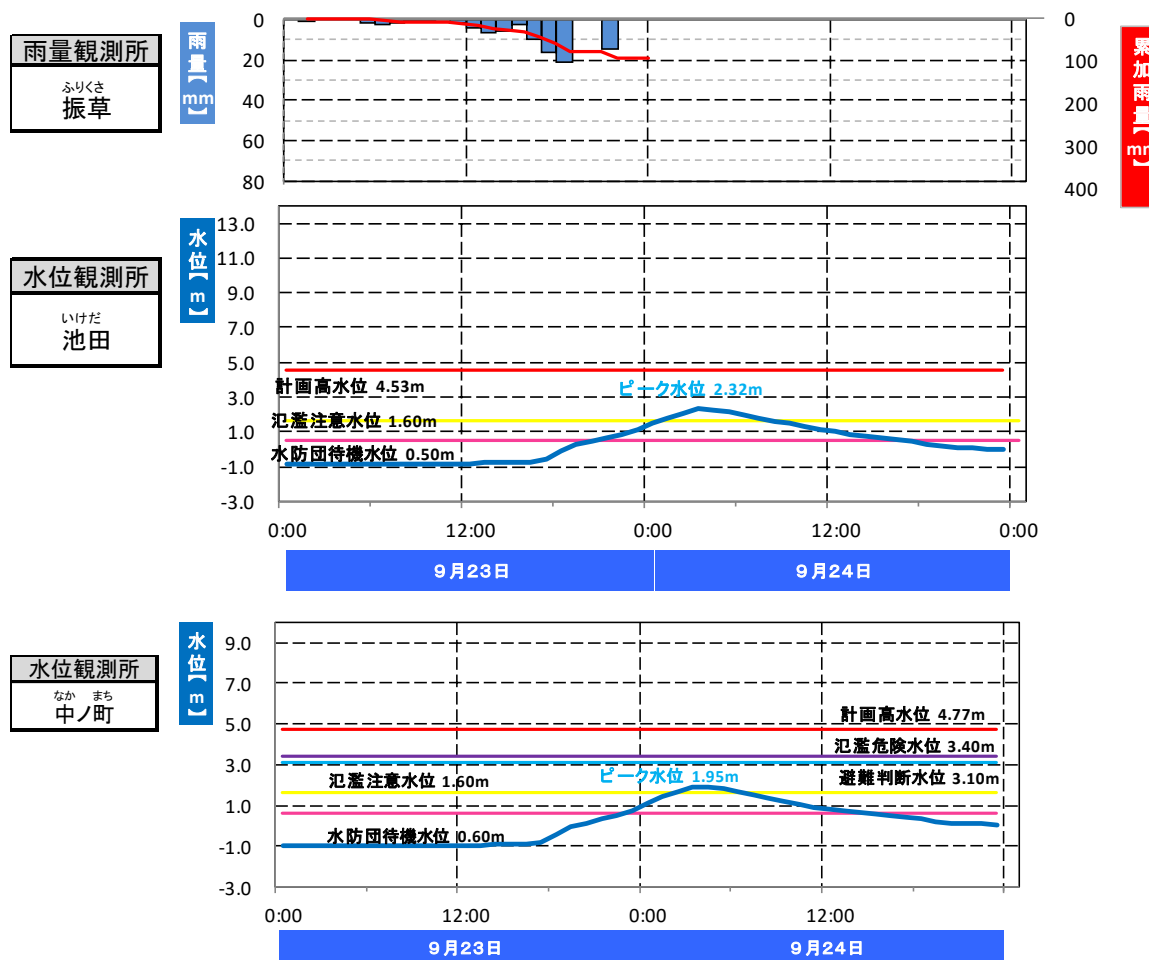 雨量観測所
ふりくさ
振草
雨量【mm】
0
20
40
60
80
0
100
200
300
400
累加雨量【mm】
水位観測所
いけだ
池田
水位【m】
13.0
11.0
9.0
7.0
5.0
3.0
1.0
-1.0
-3.0
計画高水位 4.53m
ピーク水位 2.32m
氾濫注意水位 1.60m
水防団待機水位 0.50m
0:00 12:00 0:00 12:00 0:00
9月23日 9月24日
水位観測所
なか まち
中ノ町
水位【m】
9.0
7.0
5.0
3.0
1.0
-1.0
-3.0
計画高水位 4.77m
氾濫危険水位 3.40m
ピーク水位 1.95m
氾濫注意水位 1.60m
避難判断水位 3.10m
水防団待機水位 0.60m
0:00 12:00 0:00 12:00
9月23日 9月24日